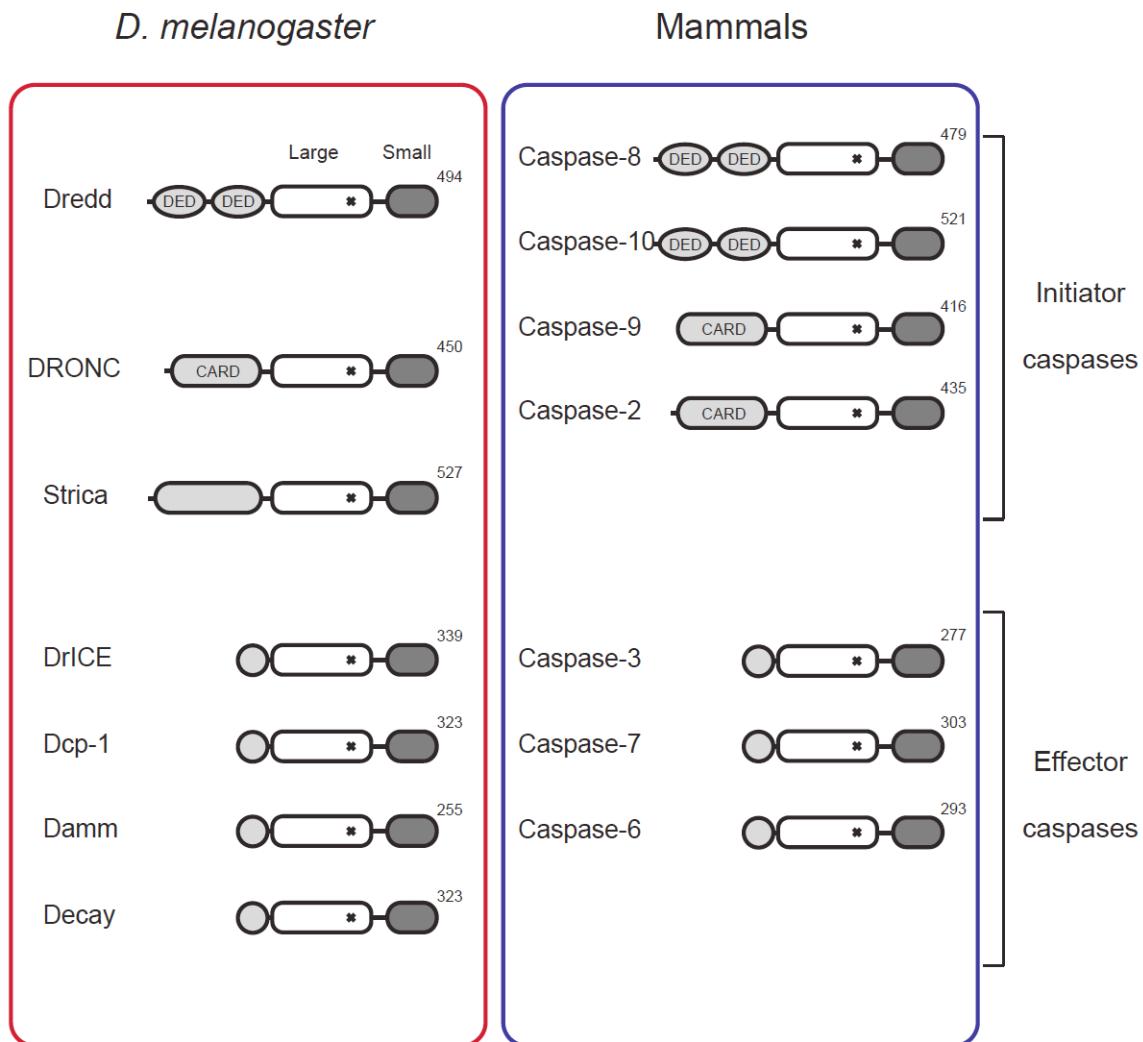 D. melanogaster
Mammals
Large Small
Dredd DED DED 494
DRONC CARD 450
Strica 527
DrICE 339
Dcp-1 323
Damm 255
Decay 323
Caspase-8 DED DED 479
Caspase-10 DED DED 521
Caspase-9 CARD 416
Caspase-2 CARD 435
Caspase-3 277
Caspase-7 303
Caspase-6 293
Initiator
caspases
Effector
caspases